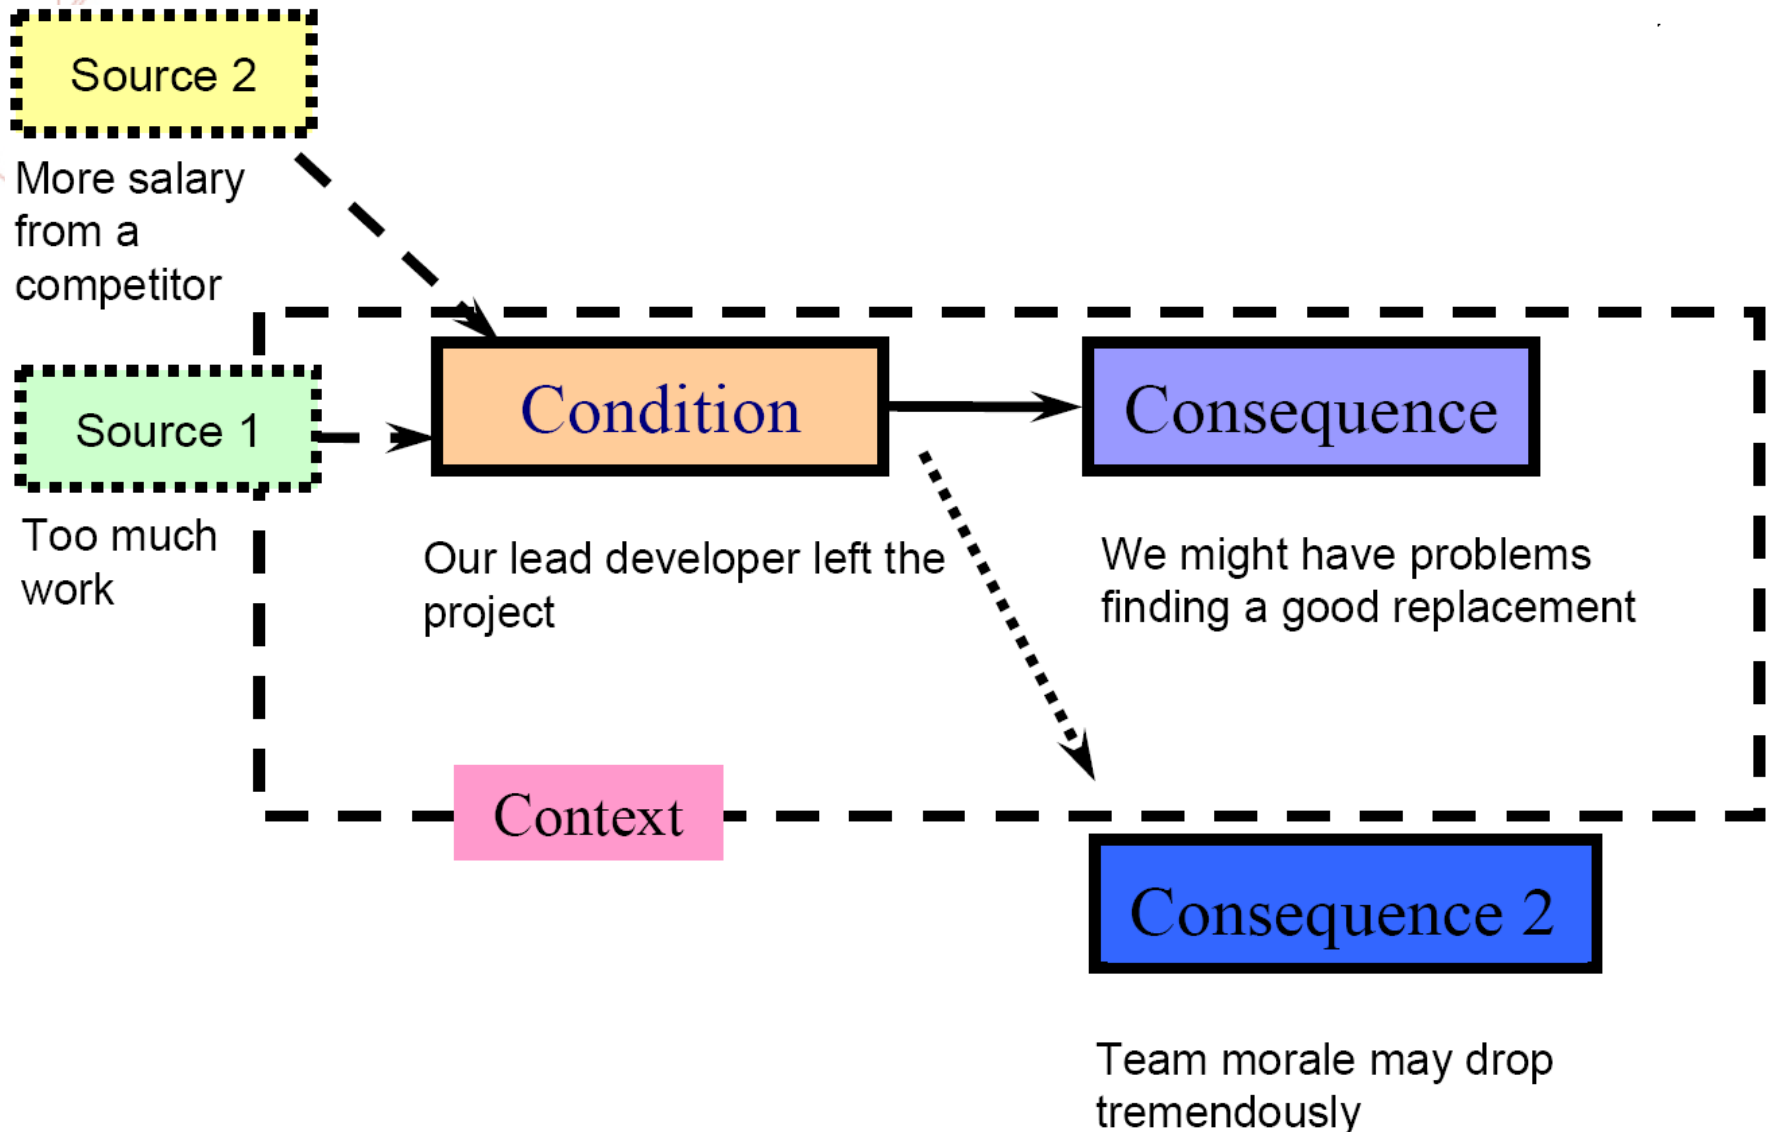 Source 2
More salary
from a
competitor
Source 1
Too much
work
Condition
Our lead developer left the
project
Consequence
We might have problems
finding a good replacement
Context
Consequence 2
Team morale may drop
tremendously